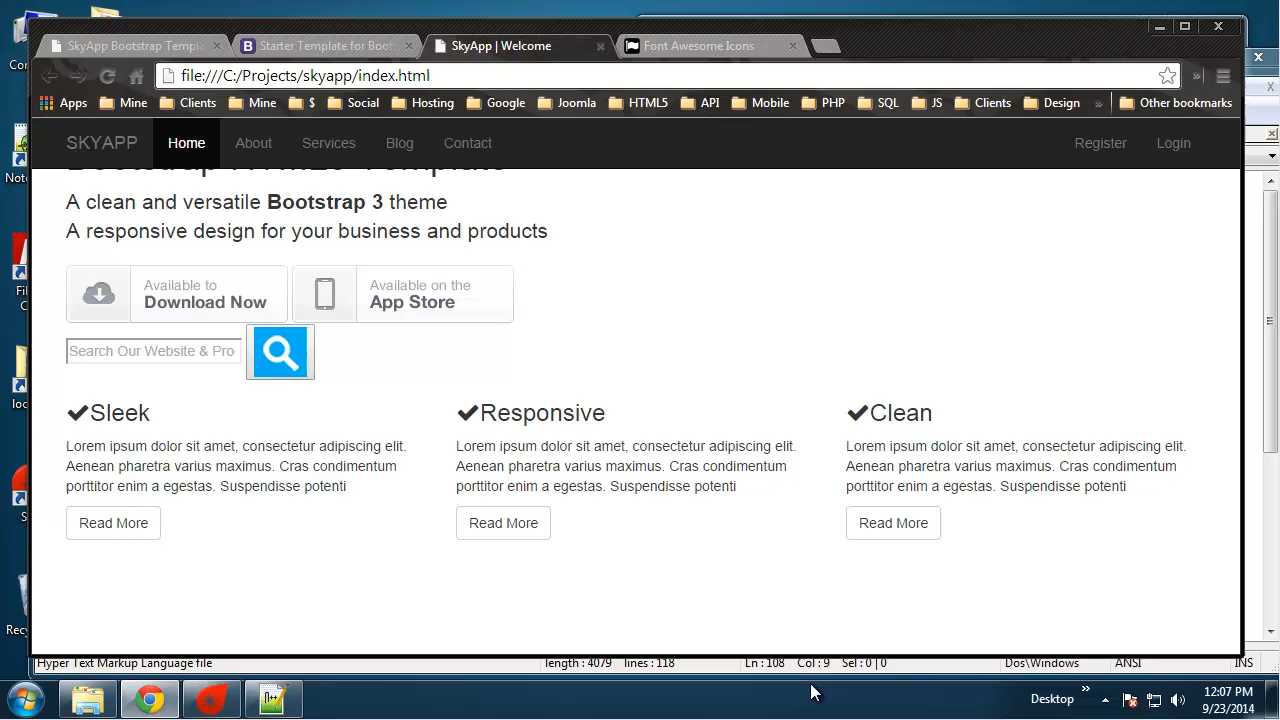 SkyApp Bootstrap Templ
Starter Template for Boot
SkyApp | Welcome
Font Awesome Icons
file:///C:/Projects/skyapp/index.html
Apps Mine Clients Mine $ Social Hosting Google Joomla HTML5 API Mobile PHP SQL JS Clients Design » Other bookmarks
SKYAPP Home About Services Blog Contact Register Login
A clean and versatile Bootstrap 3 theme
A responsive design for your business and products
Available to
Download Now
Available on the
App Store
Search Our Website & Pro
Sleek
Lorem ipsum dolor sit amet, consectetur adipiscing elit.
Aenean pharetra varius maximus. Cras condimentum
porttitor enim a egestas. Suspendisse potenti
Read More
Responsive
Lorem ipsum dolor sit amet, consectetur adipiscing elit.
Aenean pharetra varius maximus. Cras condimentum
porttitor enim a egestas. Suspendisse potenti
Read More
Clean
Lorem ipsum dolor sit amet, consectetur adipiscing elit.
Aenean pharetra varius maximus. Cras condimentum
porttitor enim a egestas. Suspendisse potenti
Read More
Hyper Text Markup Language file length : 4079 lines : 118 Ln : 108 Col : 9 Sel : 0 | 0 Dos\Windows ANSI INS
Desktop »
12:07 PM
9/23/2014